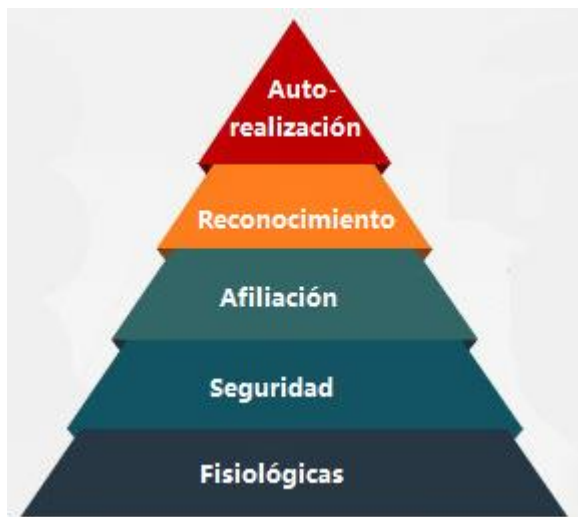 Auto-
realización
Reconocimiento
Afiliación
Seguridad
Fisiológicas